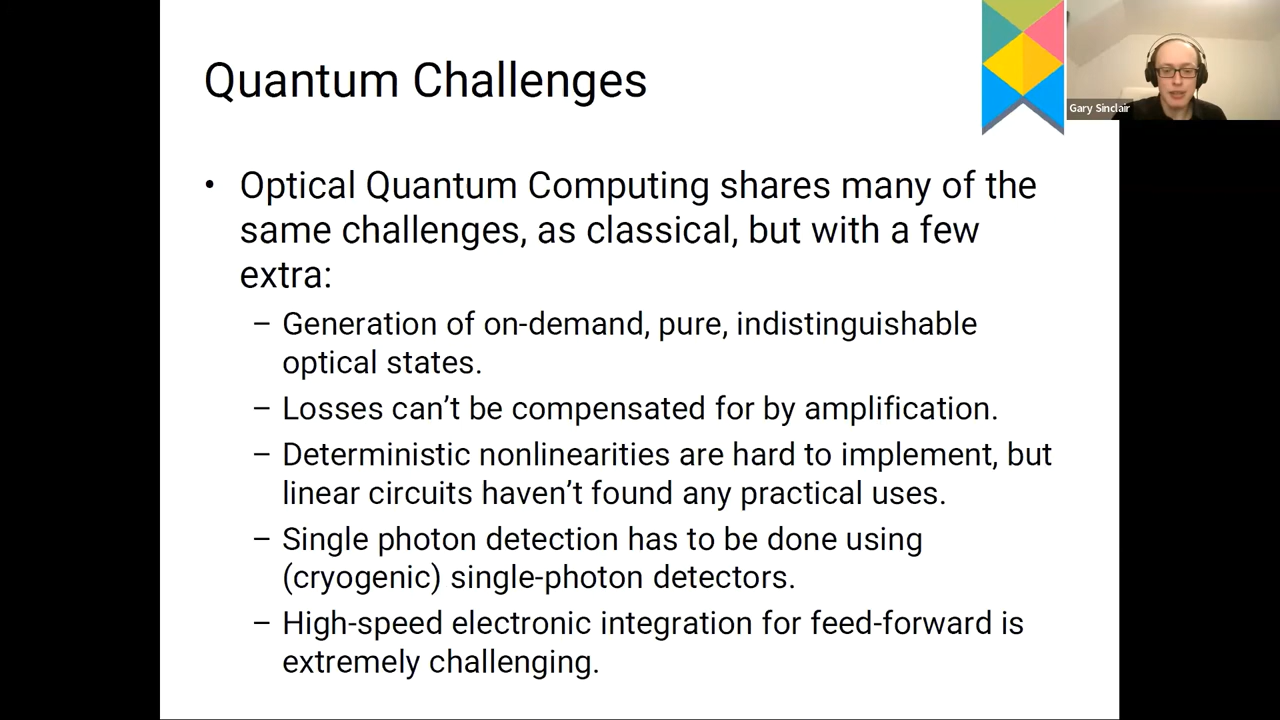 Quantum Challenges
Gary Sinclair
• Optical Quantum Computing shares many of the
same challenges, as classical, but with a few
extra:
– Generation of on-demand, pure, indistinguishable
optical states.
– Losses can’t be compensated for by amplification.
– Deterministic nonlinearities are hard to implement, but
linear circuits haven’t found any practical uses.
– Single photon detection has to be done using
(cryogenic) single-photon detectors.
– High-speed electronic integration for feed-forward is
extremely challenging.